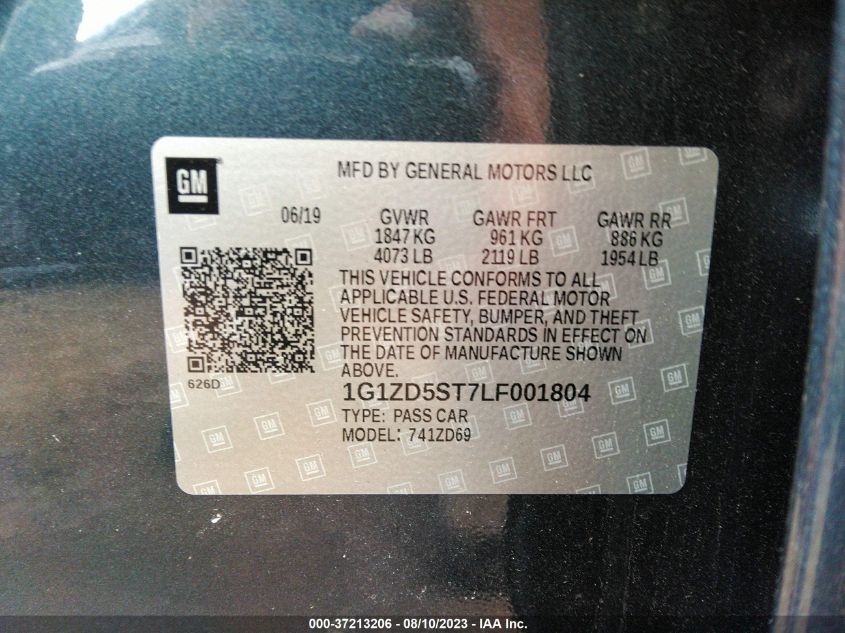 GM
MFD BY GENERAL MOTORS LLC
06/19 GVWR GAWR FRT GAWR RR
1847 KG 961 KG 886 KG
4073 LB 2119 LB 1954 LB
THIS VEHICLE CONFORMS TO ALL
APPLICABLE U.S. FEDERAL MOTOR
VEHICLE SAFETY, BUMPER, AND THEFT
PREVENTION STANDARDS IN EFFECT ON
THE DATE OF MANUFACTURE SHOWN
ABOVE.
626D
1G1ZD5ST7LF001804
TYPE: PASS CAR
MODEL: 741ZD69
000-37213206 - 08/10/2023 - IAA Inc.